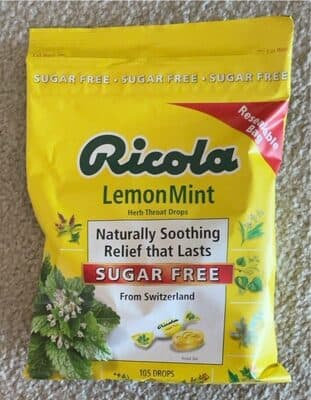 SUGAR FREE · SUGAR FREE · SUGAR FREE
Resealable
Bag
Ricola
LemonMint
Herb Throat Drops
Naturally Soothing
Relief that Lasts
SUGAR FREE
From Switzerland
105 DROPS